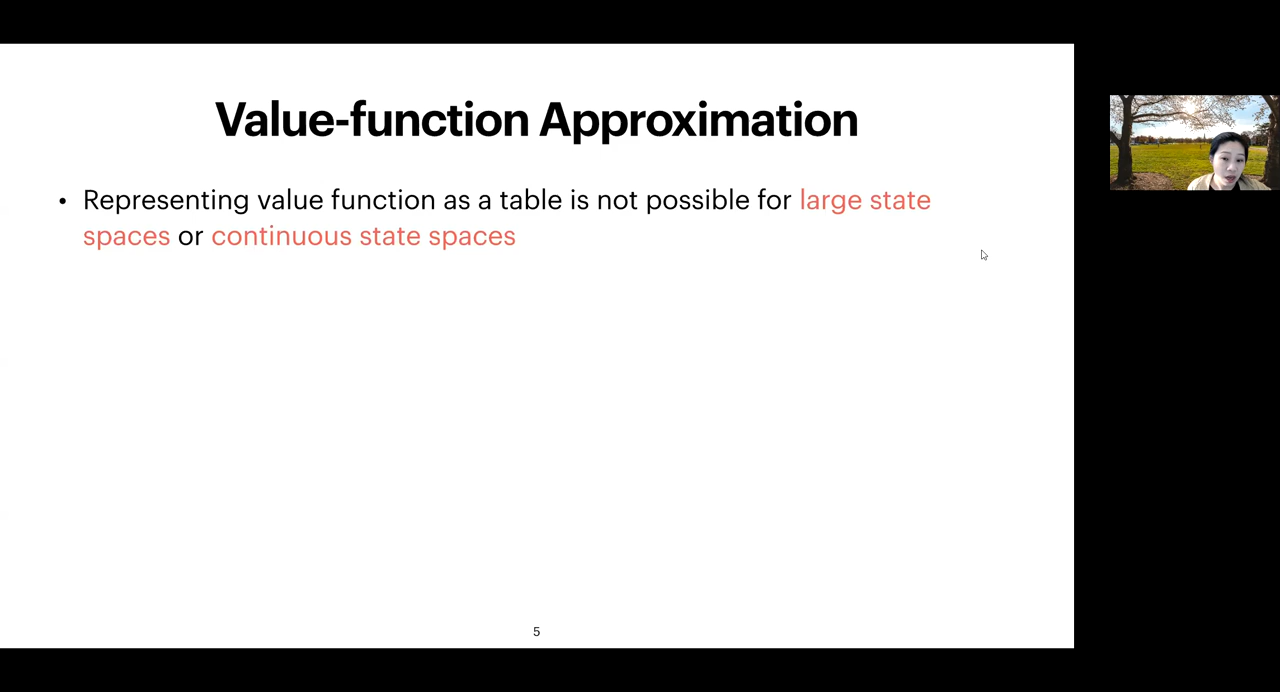 Value-function Approximation
• Representing value function as a table is not possible for large state
spaces or continuous state spaces
5